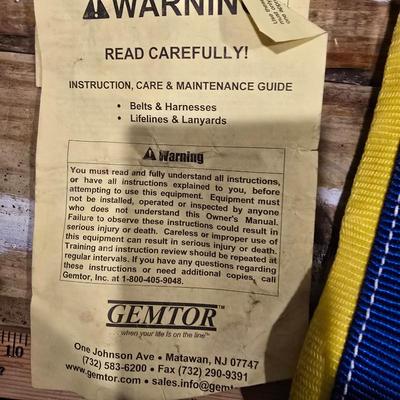 WARNIN
READ CAREFULLY!
INSTRUCTION, CARE & MAINTENANCE GUIDE
• Belts & Harnesses
• Lifelines & Lanyards
Warning
You must read and fully understand all instructions,
or have all instructions explained to you, before
attempting to use this equipment. Equipment must
not be installed, operated or inspected by anyone
who does not understand this Owner's Manual.
Failure to observe these instructions could result in
serious injury or death. Careless or improper use of
this equipment can result in serious injury or death.
Training and instruction review should be repeated at
regular intervals. If you have any questions regarding
these instructions or need additional copies, call
Gemtor, Inc. at 1-800-405-9048.
GEMTOR™
when your life is on the line™
One Johnson Ave • Matawan, NJ 07747
(732) 583-6200 • Fax (732) 290-9391
www.gemtor.com • sales.info@gemt